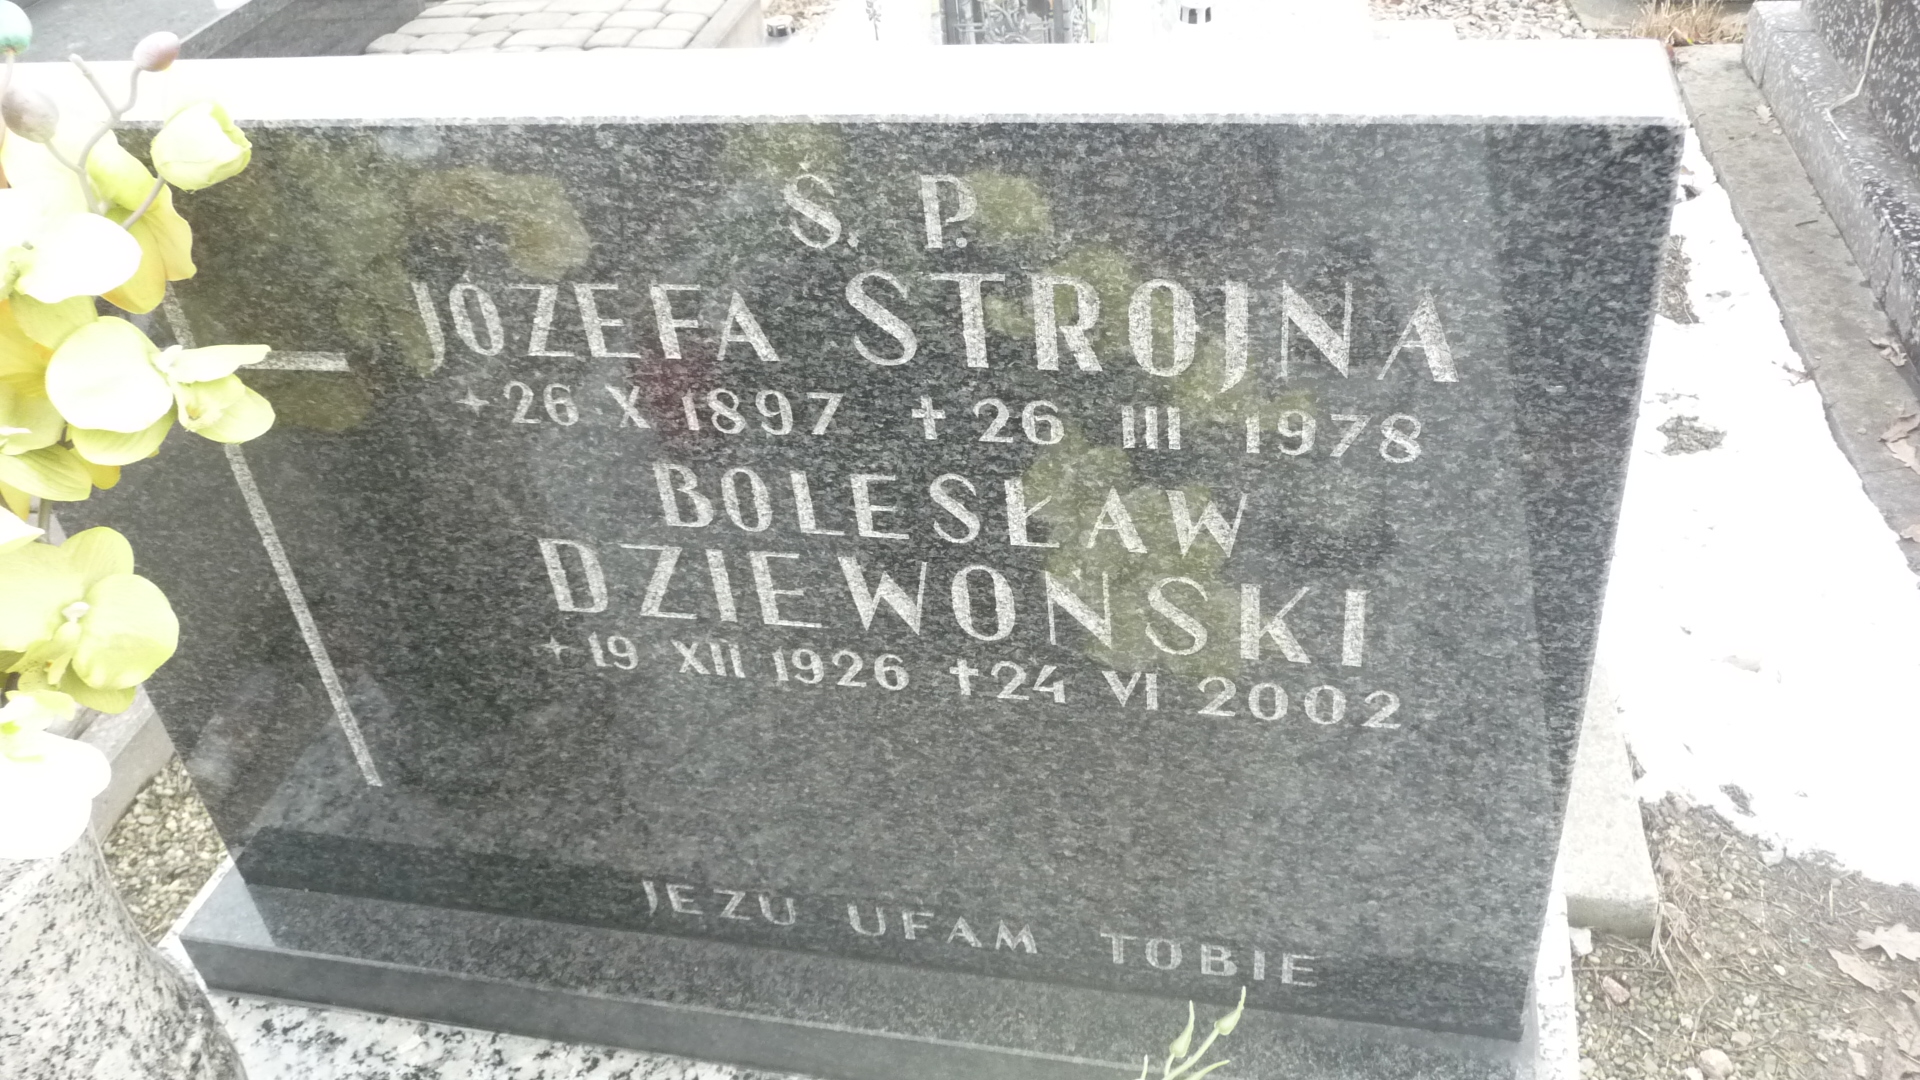 Ś. P.
JÓZEFA STROJNA
* 26 X 1897 ✝ 26 III 1978
BOLESŁAW
DZIEWOŃSKI
* 19 XII 1926 ✝ 24 VI 2002
JEZU UFAM TOBIE